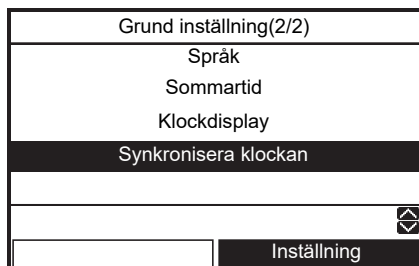 Grund inställning(2/2)
Språk
Sommartid
Klockdisplay
Synkronisera klockan
Inställning